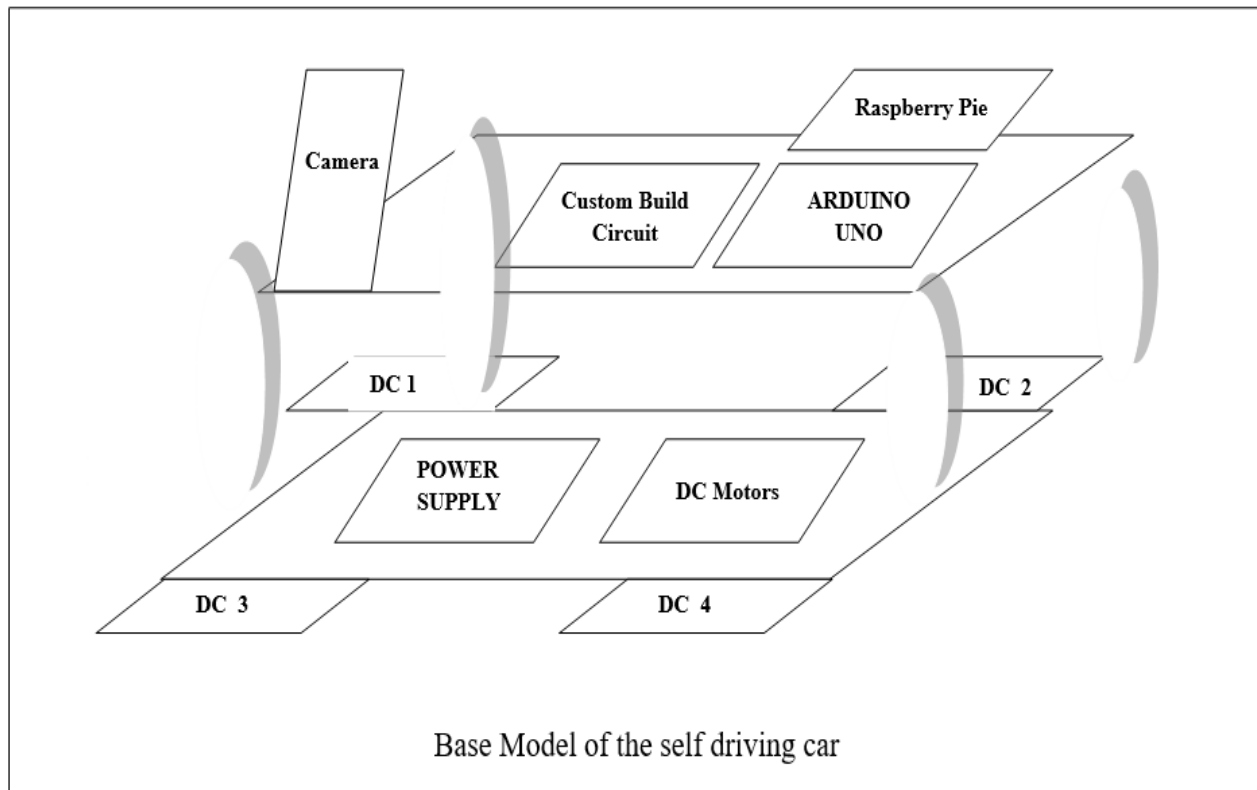 Raspberry Pie
Camera
Custom Build
Circuit
ARDUINO
UNO
DC 1
DC 2
POWER
SUPPLY
DC Motors
DC 3
DC 4
Base Model of the self driving car